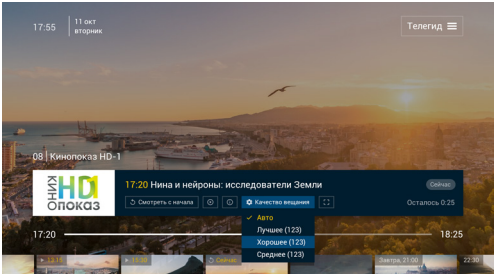 17:55
11 окт
вторник
Телегид
08 | Кинопоказ HD-1
КИНО HD ПОКАЗ
17:20 Нина и нейроны: исследователи Земли
Сейчас
Смотреть с начала
Качество вещания
Осталось 0:25
Авто
Лучшее (123)
Хорошее (123)
Среднее (123)
17:20
18:25
Сейчас
Завтра, 21:00
22:30